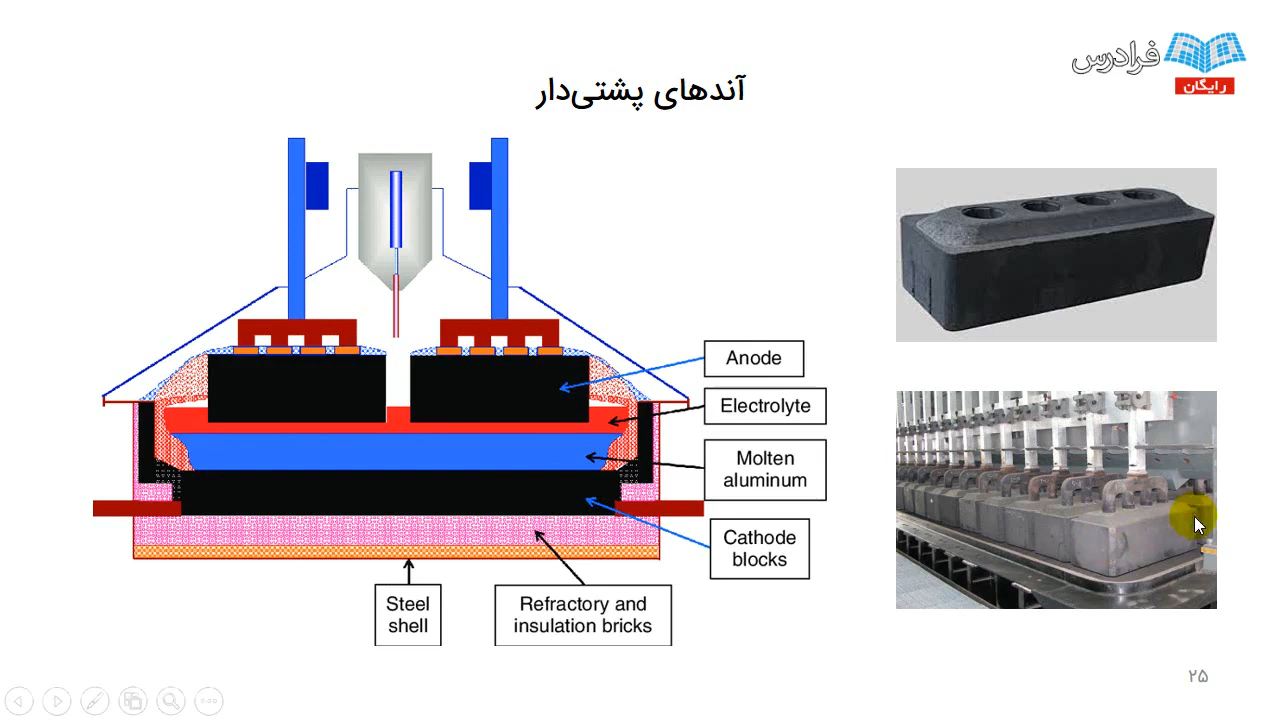 فرادرس
رایگان
آندهای پشتی‌دار
Anode
Electrolyte
Molten
aluminum
Cathode
blocks
Steel
shell
Refractory and
insulation bricks
۲۵